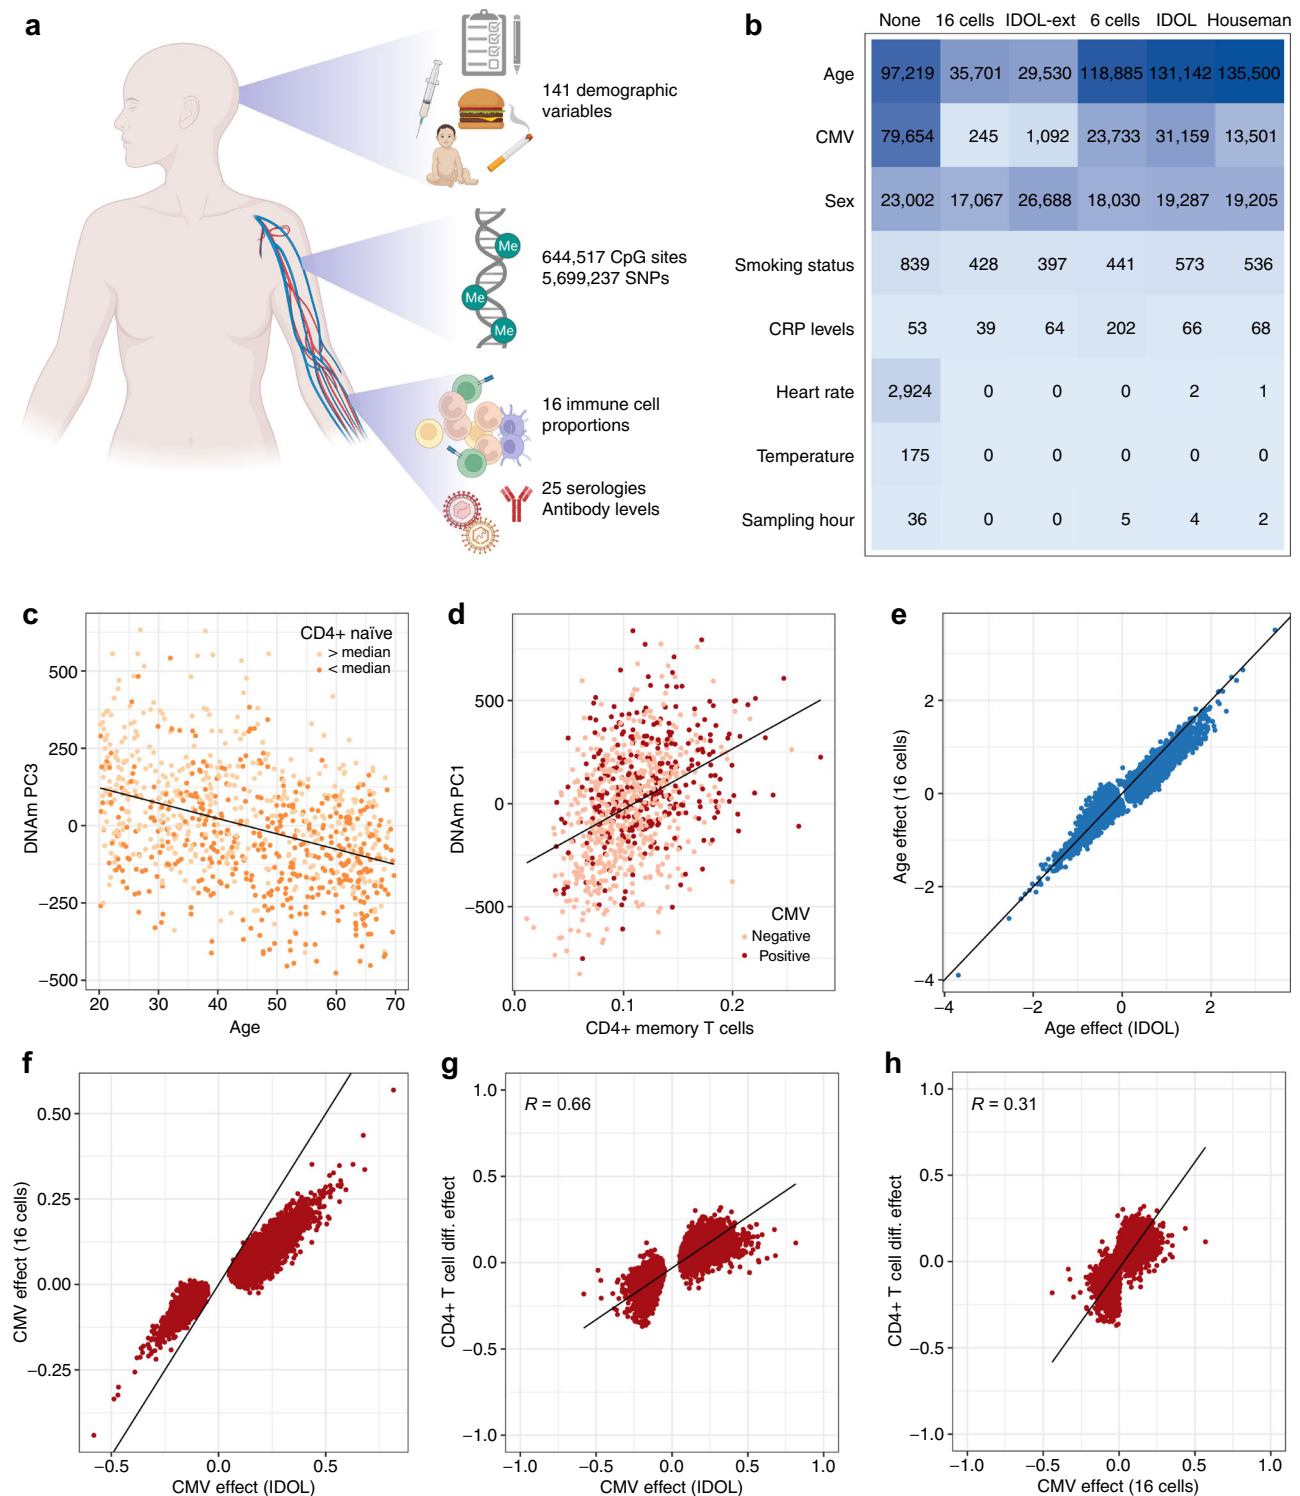 a
141 demographic
variables
Me
Me
Me
644,517 CpG sites
5,699,237 SNPs
16 immune cell
proportions
25 serologies
Antibody levels
b
None 16 cells IDOL-ext 6 cells IDOL Houseman
Age 97,219 35,701 29,530 118,885 131,142 135,500
CMV 79,654 245 1,092 23,733 31,159 13,501
Sex 23,002 17,067 26,688 18,030 19,287 19,205
Smoking status 839 428 397 441 573 536
CRP levels 53 39 64 202 66 68
Heart rate 2,924 0 0 0 2 1
Temperature 175 0 0 0 0 0
Sampling hour 36 0 0 5 4 2
c
CD4+ naïve
> median
< median
DNAm PC3
500
250
0
−250
−500
20 30 40 50 60 70
Age
d
DNAm PC1
500
0
−500
CMV
Negative
Positive
0.0 0.1 0.2
CD4+ memory T cells
e
Age effect (16 cells)
2
0
−2
−4
−4 −2 0 2
Age effect (IDOL)
f
CMV effect (16 cells)
0.50
0.25
0.00
−0.25
−0.5 0.0 0.5
CMV effect (IDOL)
g
R = 0.66
CD4+ T cell diff. effect
1.0
0.5
0.0
−0.5
−1.0
−1.0 −0.5 0.0 0.5 1.0
CMV effect (IDOL)
h
R = 0.31
CD4+ T cell diff. effect
1.0
0.5
0.0
−0.5
−1.0
−1.0 −0.5 0.0 0.5 1.0
CMV effect (16 cells)